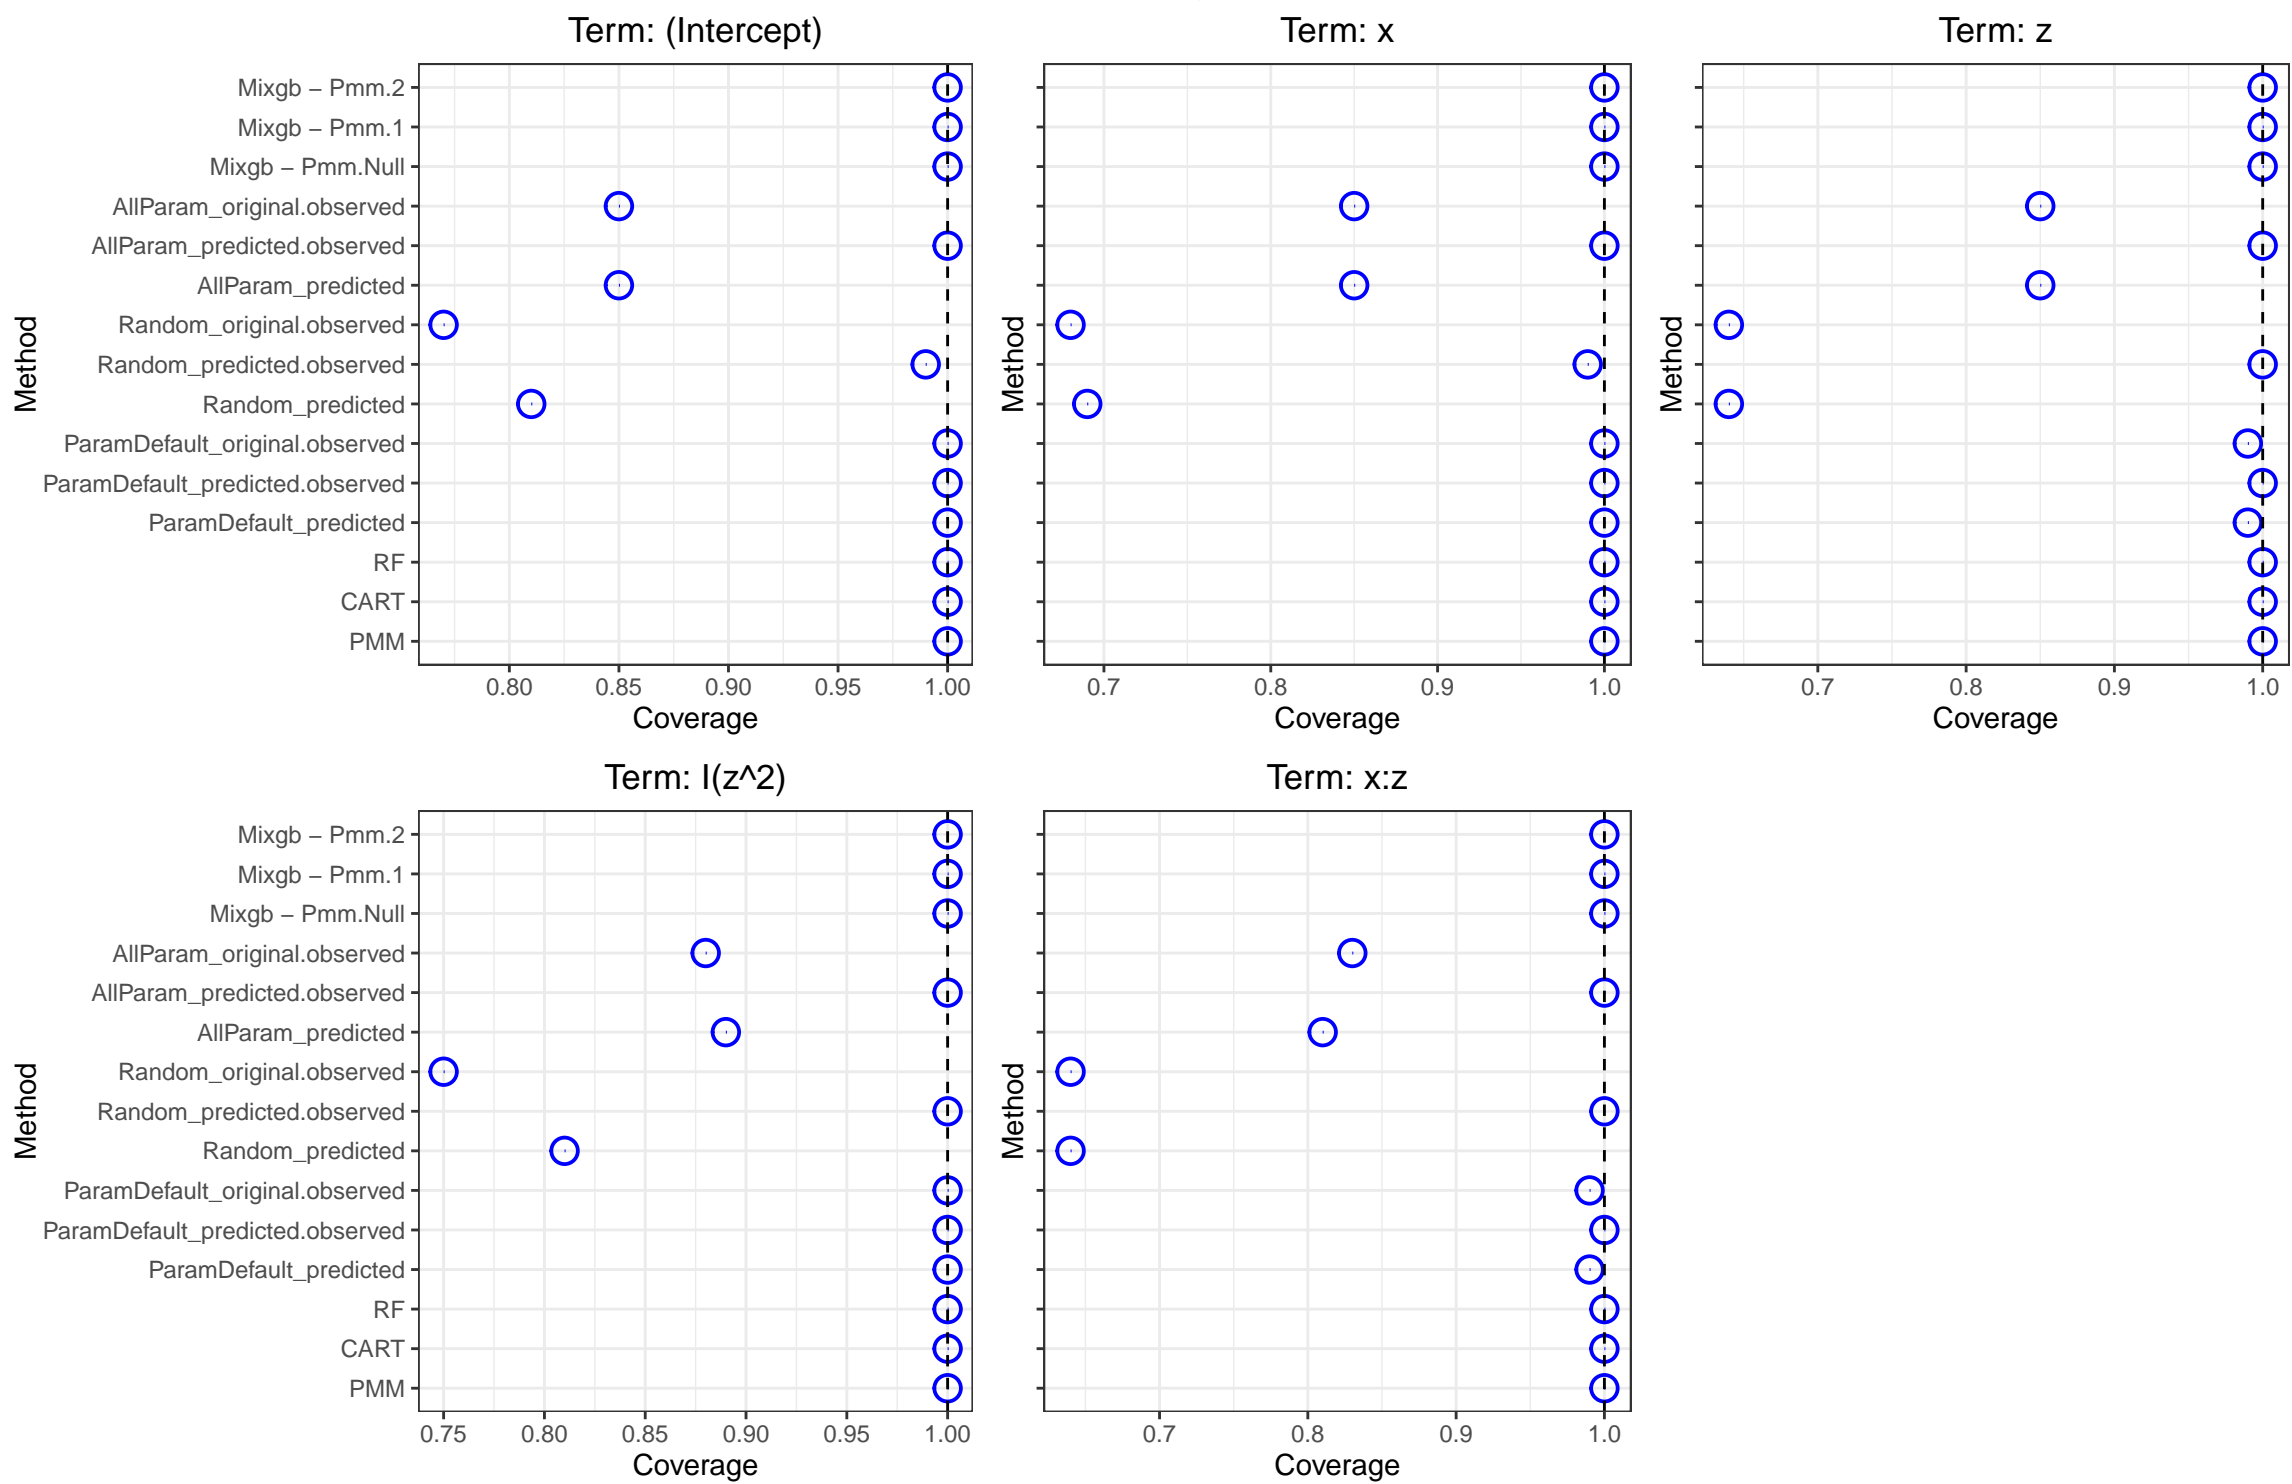 Term: (Intercept)
Term: x
Term: z
Mixgb – Pmm.2
Mixgb – Pmm.1
Mixgb – Pmm.Null
AllParam_original.observed
AllParam_predicted.observed
AllParam_predicted
Random_original.observed
Random_predicted.observed
Random_predicted
ParamDefault_original.observed
ParamDefault_predicted.observed
ParamDefault_predicted
RF
CART
PMM
Method
Method
Method
0.80 0.85 0.90 0.95 1.00
0.7 0.8 0.9 1.0
0.7 0.8 0.9 1.0
Coverage
Coverage
Coverage
Term: I(z^2)
Term: x:z
Mixgb – Pmm.2
Mixgb – Pmm.1
Mixgb – Pmm.Null
AllParam_original.observed
AllParam_predicted.observed
AllParam_predicted
Random_original.observed
Random_predicted.observed
Random_predicted
ParamDefault_original.observed
ParamDefault_predicted.observed
ParamDefault_predicted
RF
CART
PMM
Method
Method
0.75 0.80 0.85 0.90 0.95 1.00
0.7 0.8 0.9 1.0
Coverage
Coverage